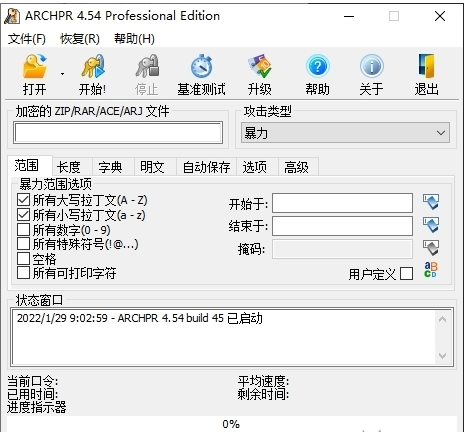 ARCHPR 4.54 Professional Edition
文件(F) 恢复(R) 帮助(H)
打开 开始! 停止 基准测试 升级 帮助 关于 退出
加密的 ZIP/RAR/ACE/ARJ 文件 攻击类型
暴力
范围 长度 字典 明文 自动保存 选项 高级
暴力范围选项
所有大写拉丁文(A - Z)
所有小写拉丁文(a - z)
所有数字(0 - 9)
所有特殊符号(!@...)
空格
所有可打印字符
开始于:
结束于:
掩码:
用户定义
状态窗口
2022/1/29 9:02:59 - ARCHPR 4.54 build 45 已启动
当前口令: 平均速度:
已用时间: 剩余时间:
进度指示器
0%